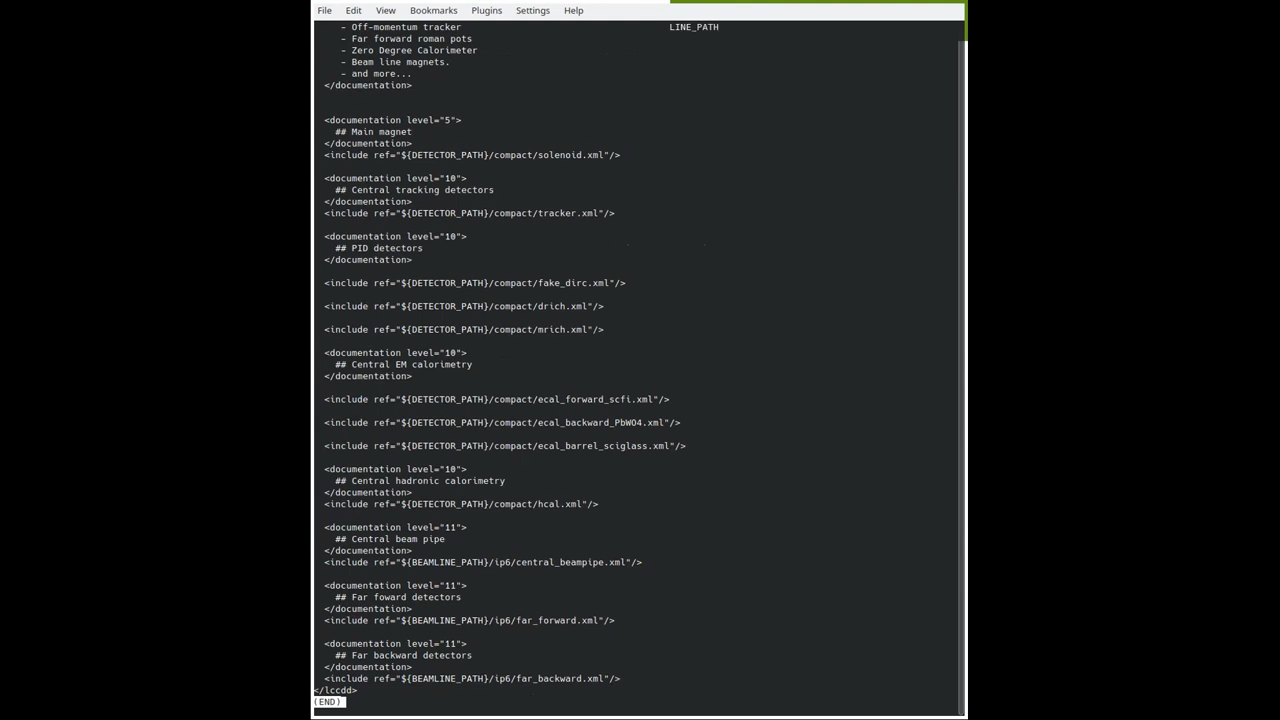 File Edit View Bookmarks Plugins Settings Help
- Off-momentum tracker LINE_PATH
- Far forward roman pots
- Zero Degree Calorimeter
- Beam line magnets.
- and more...
</documentation>
<documentation level="5">
## Main magnet
</documentation>
<include ref="${DETECTOR_PATH}/compact/solenoid.xml"/>
<documentation level="10">
## Central tracking detectors
</documentation>
<include ref="${DETECTOR_PATH}/compact/tracker.xml"/>
<documentation level="10">
## PID detectors
</documentation>
<include ref="${DETECTOR_PATH}/compact/fake_dirc.xml"/>
<include ref="${DETECTOR_PATH}/compact/drich.xml"/>
<include ref="${DETECTOR_PATH}/compact/mrich.xml"/>
<documentation level="10">
## Central EM calorimetry
</documentation>
<include ref="${DETECTOR_PATH}/compact/ecal_forward_scfi.xml"/>
<include ref="${DETECTOR_PATH}/compact/ecal_backward_PbWO4.xml"/>
<include ref="${DETECTOR_PATH}/compact/ecal_barrel_sciglass.xml"/>
<documentation level="10">
## Central hadronic calorimetry
</documentation>
<include ref="${DETECTOR_PATH}/compact/hcal.xml"/>
<documentation level="11">
## Central beam pipe
</documentation>
<include ref="${BEAMLINE_PATH}/ip6/central_beampipe.xml"/>
<documentation level="11">
## Far foward detectors
</documentation>
<include ref="${BEAMLINE_PATH}/ip6/far_forward.xml"/>
<documentation level="11">
## Far backward detectors
</documentation>
<include ref="${BEAMLINE_PATH}/ip6/far_backward.xml"/>
</lccdd>
(END)